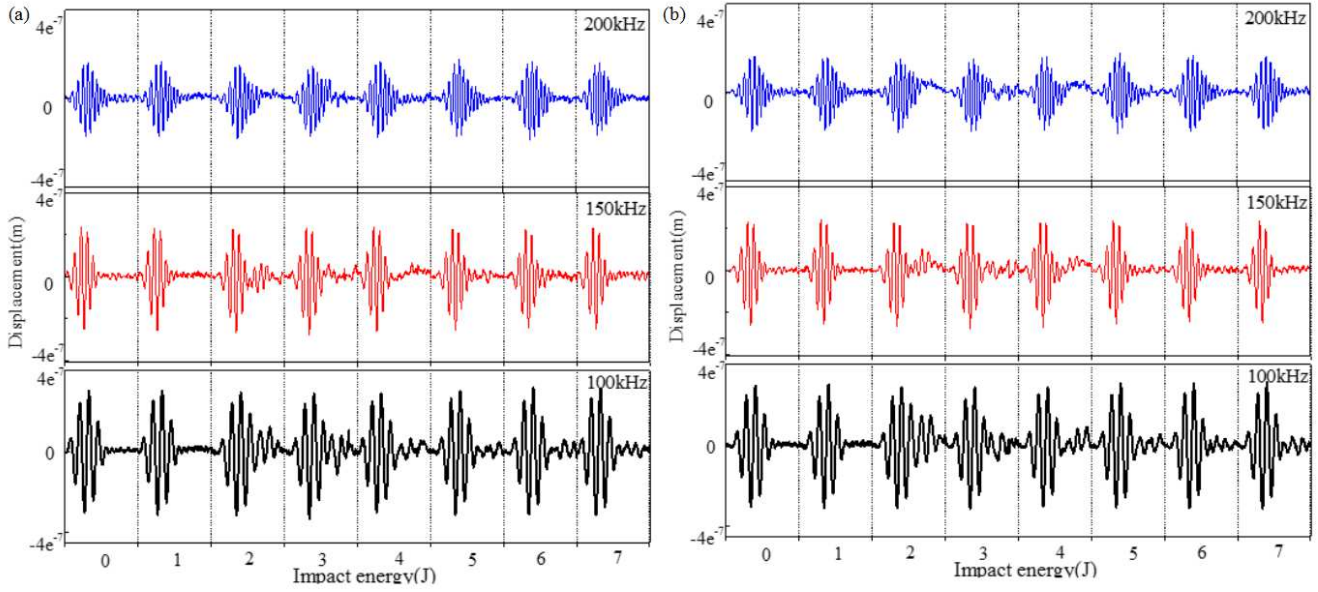 (a)
4e-7
200kHz
0
-4e-7
4e-7
150kHz
0
-4e-7
4e-7
100kHz
0
-4e-7
Displacement(m)
0 1 2 3 4 5 6 7
Impact energy(J)
(b)
4e-7
200kHz
0
-4e-7
4e-7
150kHz
0
-4e-7
4e-7
100kHz
0
-4e-7
Displacement(m)
0 1 2 3 4 5 6 7
Impact energy(J)